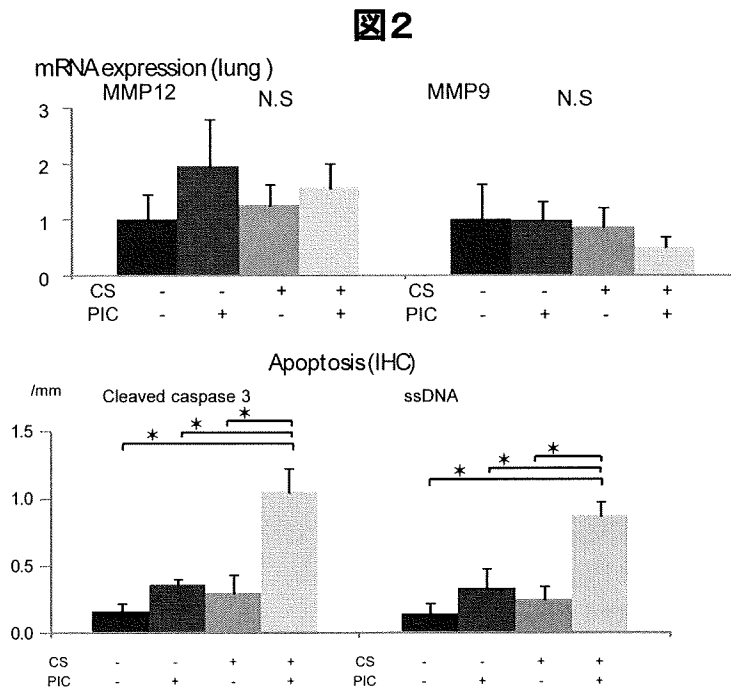 図2
mRNA expression (lung )
MMP12 N.S MMP9 N.S
3
2
1
0
CS - - + + CS - - + +
PIC - + - + PIC - + - +
Apoptosis (IHC)
/mm Cleaved caspase 3 ssDNA
1.5
* * * * * *
1.0
0.5
0.0
CS - - + + CS - - + +
PIC - + - + PIC - + - +